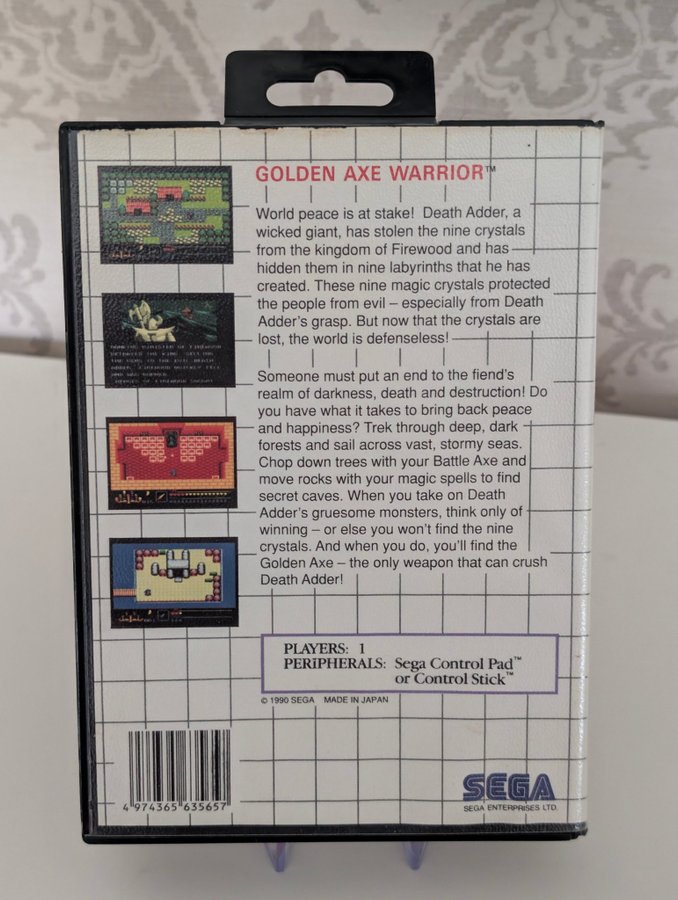 GOLDEN AXE WARRIOR™
World peace is at stake! Death Adder, a
wicked giant, has stolen the nine crystals
from the kingdom of Firewood and has
hidden them in nine labyrinths that he has
created. These nine magic crystals protected
the people from evil – especially from Death
Adder's grasp. But now that the crystals are
lost, the world is defenseless!
Someone must put an end to the fiend's
realm of darkness, death and destruction! Do
you have what it takes to bring back peace
and happiness? Trek through deep, dark
forests and sail across vast, stormy seas.
Chop down trees with your Battle Axe and
move rocks with your magic spells to find
secret caves. When you take on Death
Adder's gruesome monsters, think only of
winning – or else you won't find the nine
crystals. And when you do, you'll find the
Golden Axe – the only weapon that can crush
Death Adder!
PLAYERS: 1
PERiPHERALS: Sega Control Pad™
or Control Stick™
© 1990 SEGA MADE IN JAPAN
4 974365 635657
SEGA
SEGA ENTERPRISES LTD.